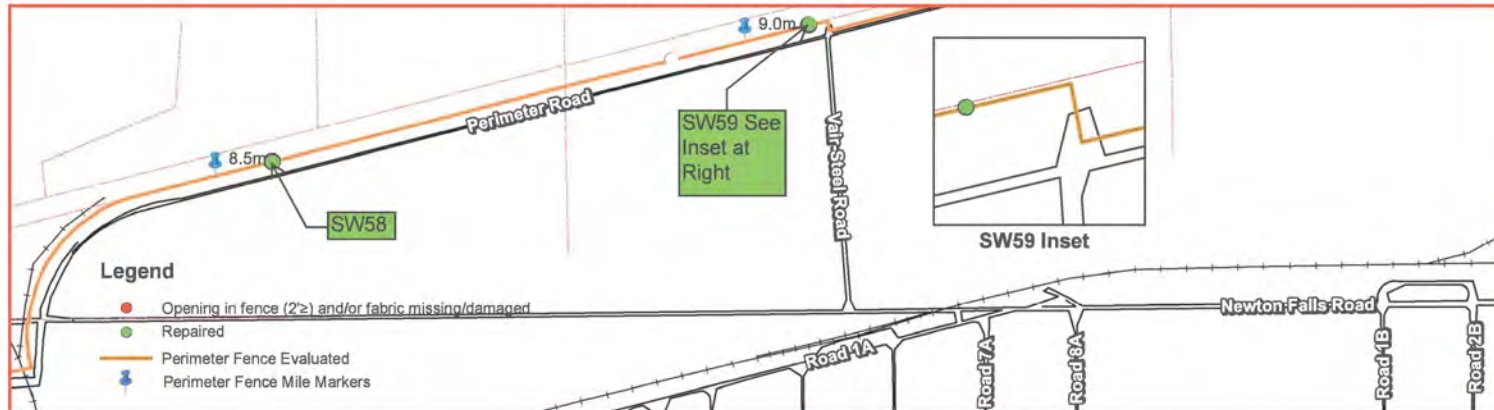 9.0m
8.5m
Perimeter Road
SW59 See
Inset at
Right
Vair-Steel-Road
SW58
SW59 Inset
Legend
Opening in fence (2'≥) and/or fabric missing/damaged
Repaired
Perimeter Fence Evaluated
Perimeter Fence Mile Markers
Newton Falls Road
Road 1A
Road 7A
Road 8A
Road 1B
Road 2B